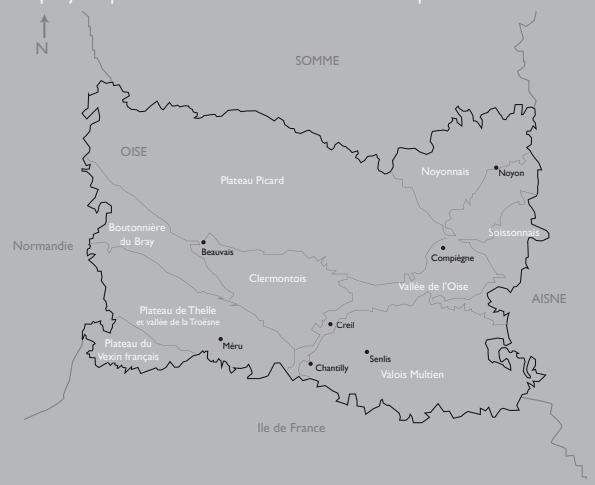 N
SOMME
OISE
Plateau Picard
Noyonnais
Noyon
Boutonnière
du Bray
Soissonnais
Normandie
Beauvais
Compiègne
Clermontois
Vallée de l'Oise
AISNE
Plateau de Thelle
et vallée de la Troësne
Creil
Plateau du
Vexin français
Méru
Senlis
Chantilly
Valois Multien
Ile de France